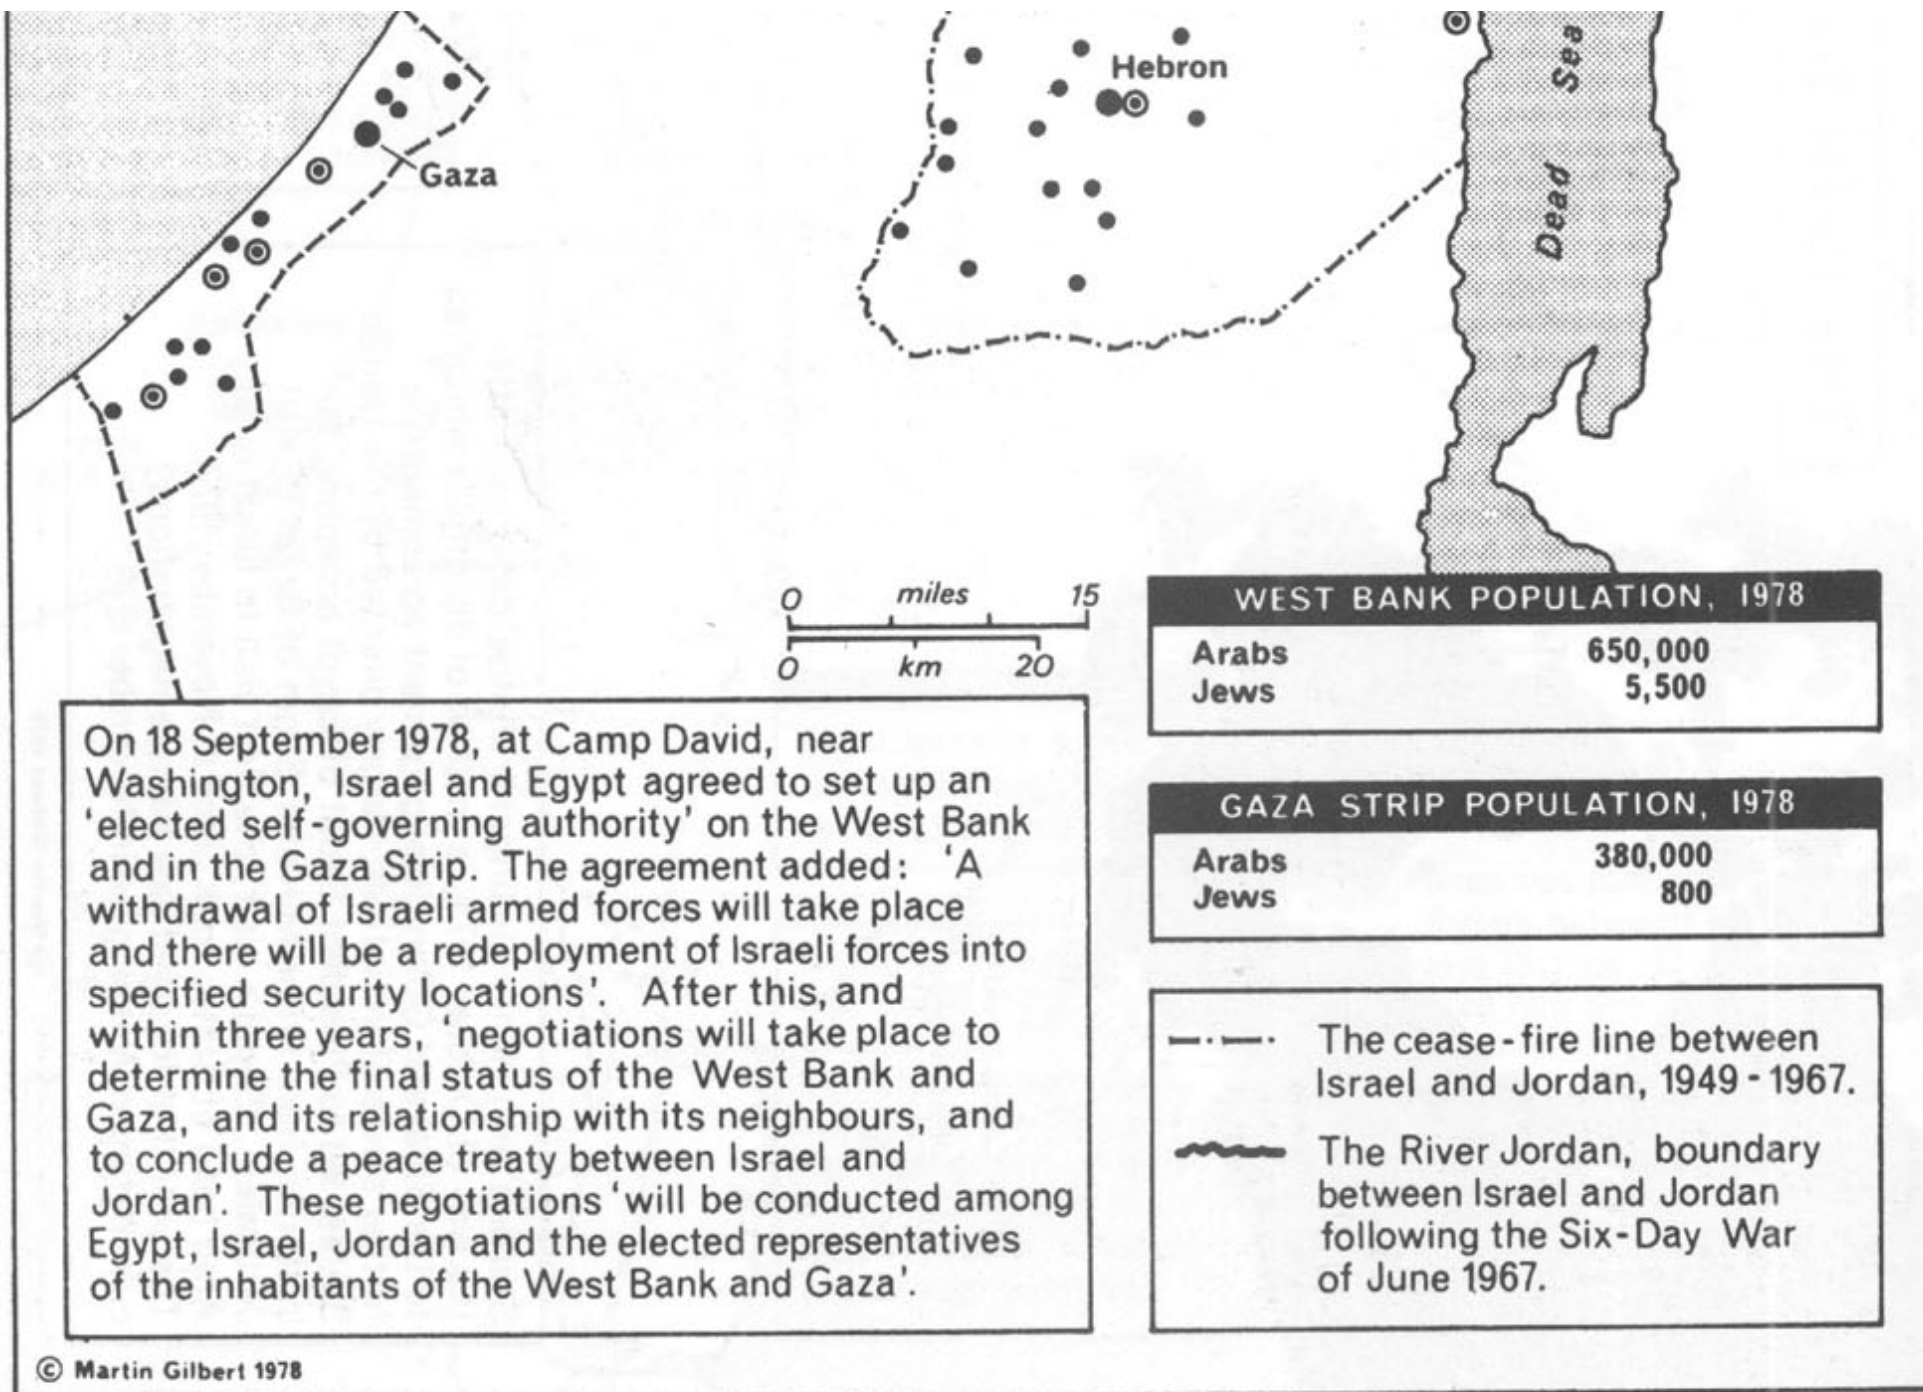 Hebron
Dead Sea
Gaza
0 miles 15
0 km 20
WEST BANK POPULATION, 1978
Arabs 650,000
Jews 5,500
GAZA STRIP POPULATION, 1978
Arabs 380,000
Jews 800
On 18 September 1978, at Camp David, near
Washington, Israel and Egypt agreed to set up an
'elected self-governing authority' on the West Bank
and in the Gaza Strip. The agreement added: 'A
withdrawal of Israeli armed forces will take place
and there will be a redeployment of Israeli forces into
specified security locations'. After this, and
within three years, 'negotiations will take place to
determine the final status of the West Bank and
Gaza, and its relationship with its neighbours, and
to conclude a peace treaty between Israel and
Jordan'. These negotiations 'will be conducted among
Egypt, Israel, Jordan and the elected representatives
of the inhabitants of the West Bank and Gaza'.
The cease-fire line between
Israel and Jordan, 1949-1967.
The River Jordan, boundary
between Israel and Jordan
following the Six-Day War
of June 1967.
© Martin Gilbert 1978